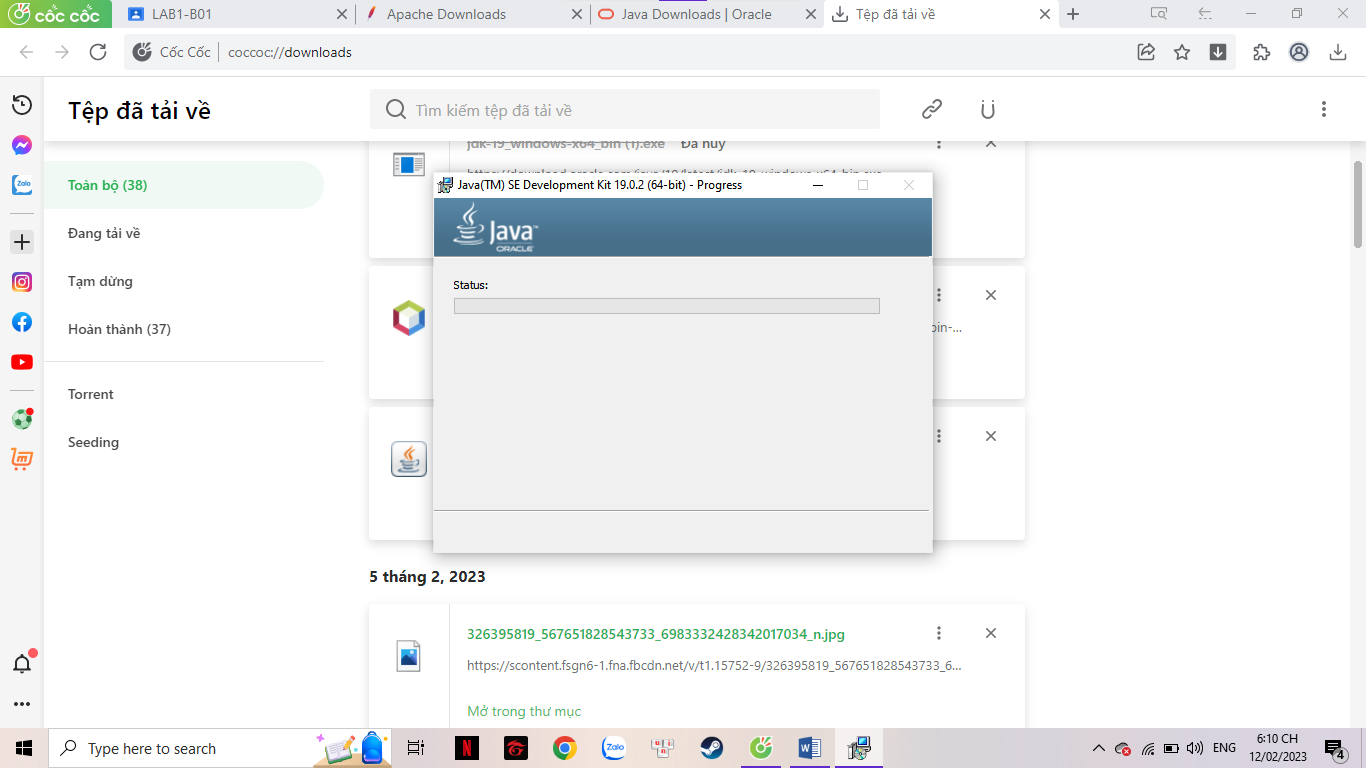 cốc cốc
LAB1-B01
Apache Downloads
Java Downloads | Oracle
Tệp đã tải về
Cốc Cốc
coccoc://downloads
Tệp đã tải về
Tìm kiếm tệp đã tải về
Toàn bộ (38)
Đang tải về
Tạm dừng
Hoàn thành (37)
Torrent
Seeding
jdk-19_windows-x64_bin (1).exe Đã hủy
Java(TM) SE Development Kit 19.0.2 (64-bit) - Progress
Java
ORACLE
Status:
bin-...
5 tháng 2, 2023
326395819_567651828543733_6983332428342017034_n.jpg
https://scontent.fsgn6-1.fna.fbcdn.net/v/t1.15752-9/326395819_567651828543733_6...
Mở trong thư mục
Zalo
Type here to search
Zalo
ENG
6:10 CH
12/02/2023
4